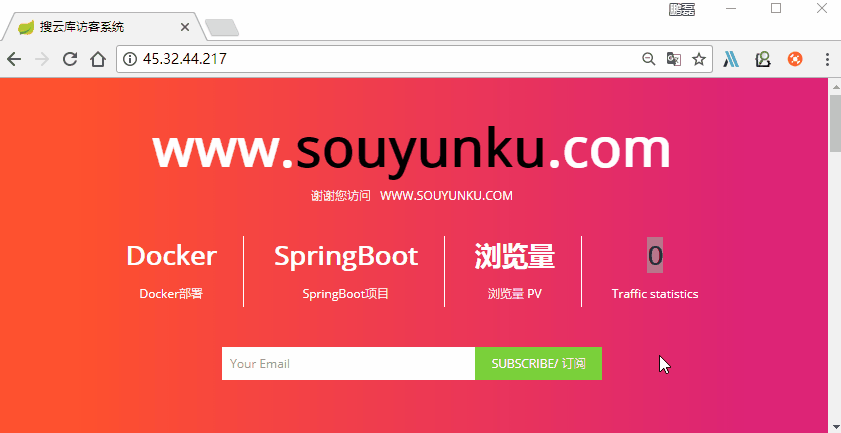 鹏磊
搜云库访客系统
45.32.44.217
www.souyunku.com
谢谢您访问 WWW.SOUYUNKU.COM
Docker SpringBoot 浏览量 0
Docker部署 SpringBoot项目 浏览量 PV Traffic statistics
Your Email SUBSCRIBE/ 订阅